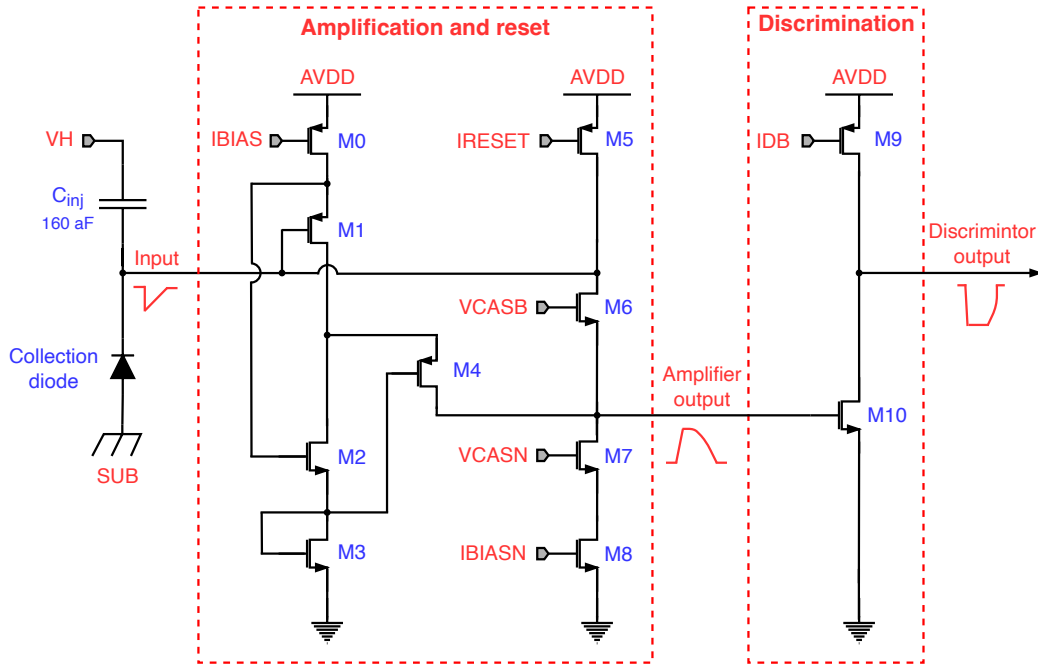 Amplification and reset
Discrimination
AVDD
AVDD
AVDD
VH
IBIAS
M0
IRESET
M5
IDB
M9
Cinj
160 aF
M1
Input
Discrimintor
output
VCASB
M6
Collection
diode
M4
Amplifier
output
M10
SUB
M2
VCASN
M7
M3
IBIASN
M8